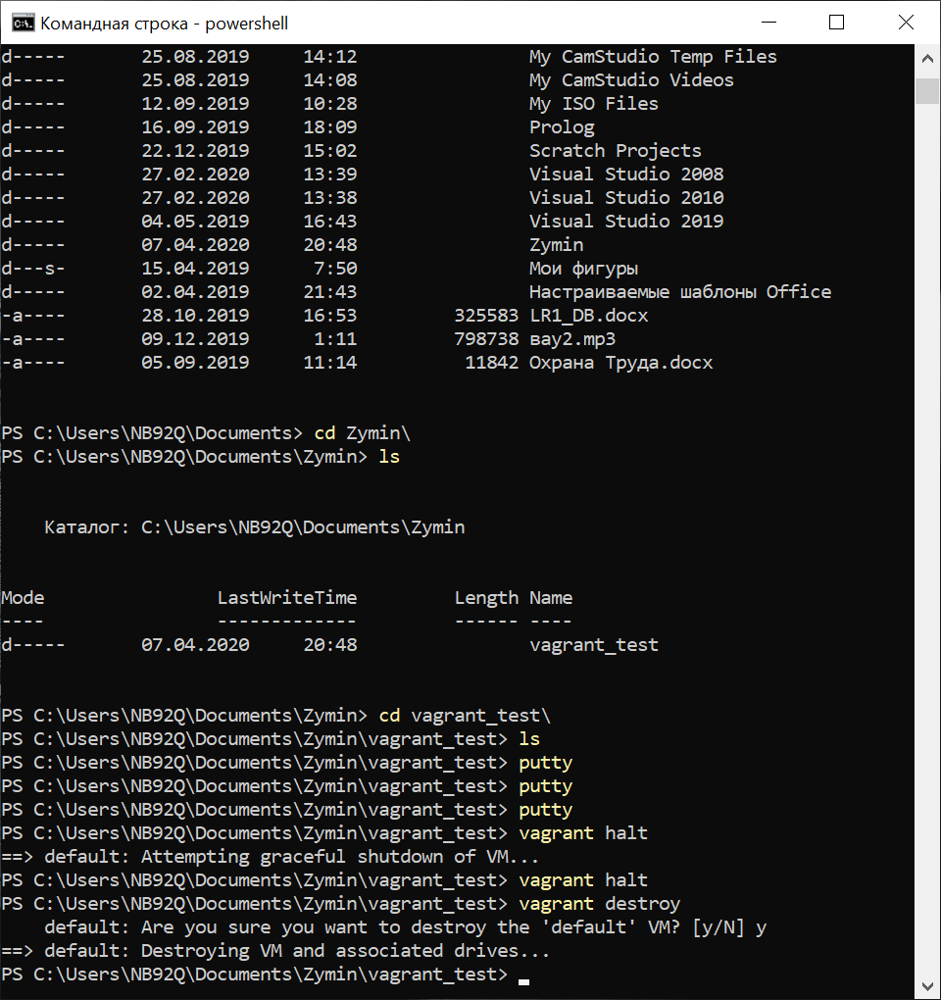 Командная строка - powershell
d----- 25.08.2019 14:12 My CamStudio Temp Files
d----- 25.08.2019 14:08 My CamStudio Videos
d----- 12.09.2019 10:28 My ISO Files
d----- 16.09.2019 18:09 Prolog
d----- 22.12.2019 15:02 Scratch Projects
d----- 27.02.2020 13:39 Visual Studio 2008
d----- 27.02.2020 13:38 Visual Studio 2010
d----- 04.05.2019 16:43 Visual Studio 2019
d----- 07.04.2020 20:48 Zymin
d---s- 15.04.2019 7:50 Мои фигуры
d----- 02.04.2019 21:43 Настраиваемые шаблоны Office
-a---- 28.10.2019 16:53 325583 LR1_DB.docx
-a---- 09.12.2019 1:11 798738 вау2.mp3
-a---- 05.09.2019 11:14 11842 Охрана Труда.docx
PS C:\Users\NB92Q\Documents> cd Zymin\
PS C:\Users\NB92Q\Documents\Zymin> ls
Каталог: C:\Users\NB92Q\Documents\Zymin
Mode LastWriteTime Length Name
---- ------------- ------ ----
d----- 07.04.2020 20:48 vagrant_test
PS C:\Users\NB92Q\Documents\Zymin> cd vagrant_test\
PS C:\Users\NB92Q\Documents\Zymin\vagrant_test> ls
PS C:\Users\NB92Q\Documents\Zymin\vagrant_test> putty
PS C:\Users\NB92Q\Documents\Zymin\vagrant_test> putty
PS C:\Users\NB92Q\Documents\Zymin\vagrant_test> putty
PS C:\Users\NB92Q\Documents\Zymin\vagrant_test> vagrant halt
==> default: Attempting graceful shutdown of VM...
PS C:\Users\NB92Q\Documents\Zymin\vagrant_test> vagrant halt
PS C:\Users\NB92Q\Documents\Zymin\vagrant_test> vagrant destroy
default: Are you sure you want to destroy the 'default' VM? [y/N] y
==> default: Destroying VM and associated drives...
PS C:\Users\NB92Q\Documents\Zymin\vagrant_test>